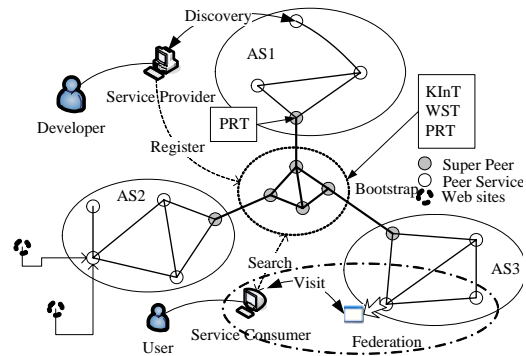 Discovery
AS1
KInT
WST
PRT
Service Provider
Developer
PRT
Register
Super Peer
Peer Service
Web sites
Bootstrap
AS2
Search
AS3
Visit
User
Service Consumer
Federation